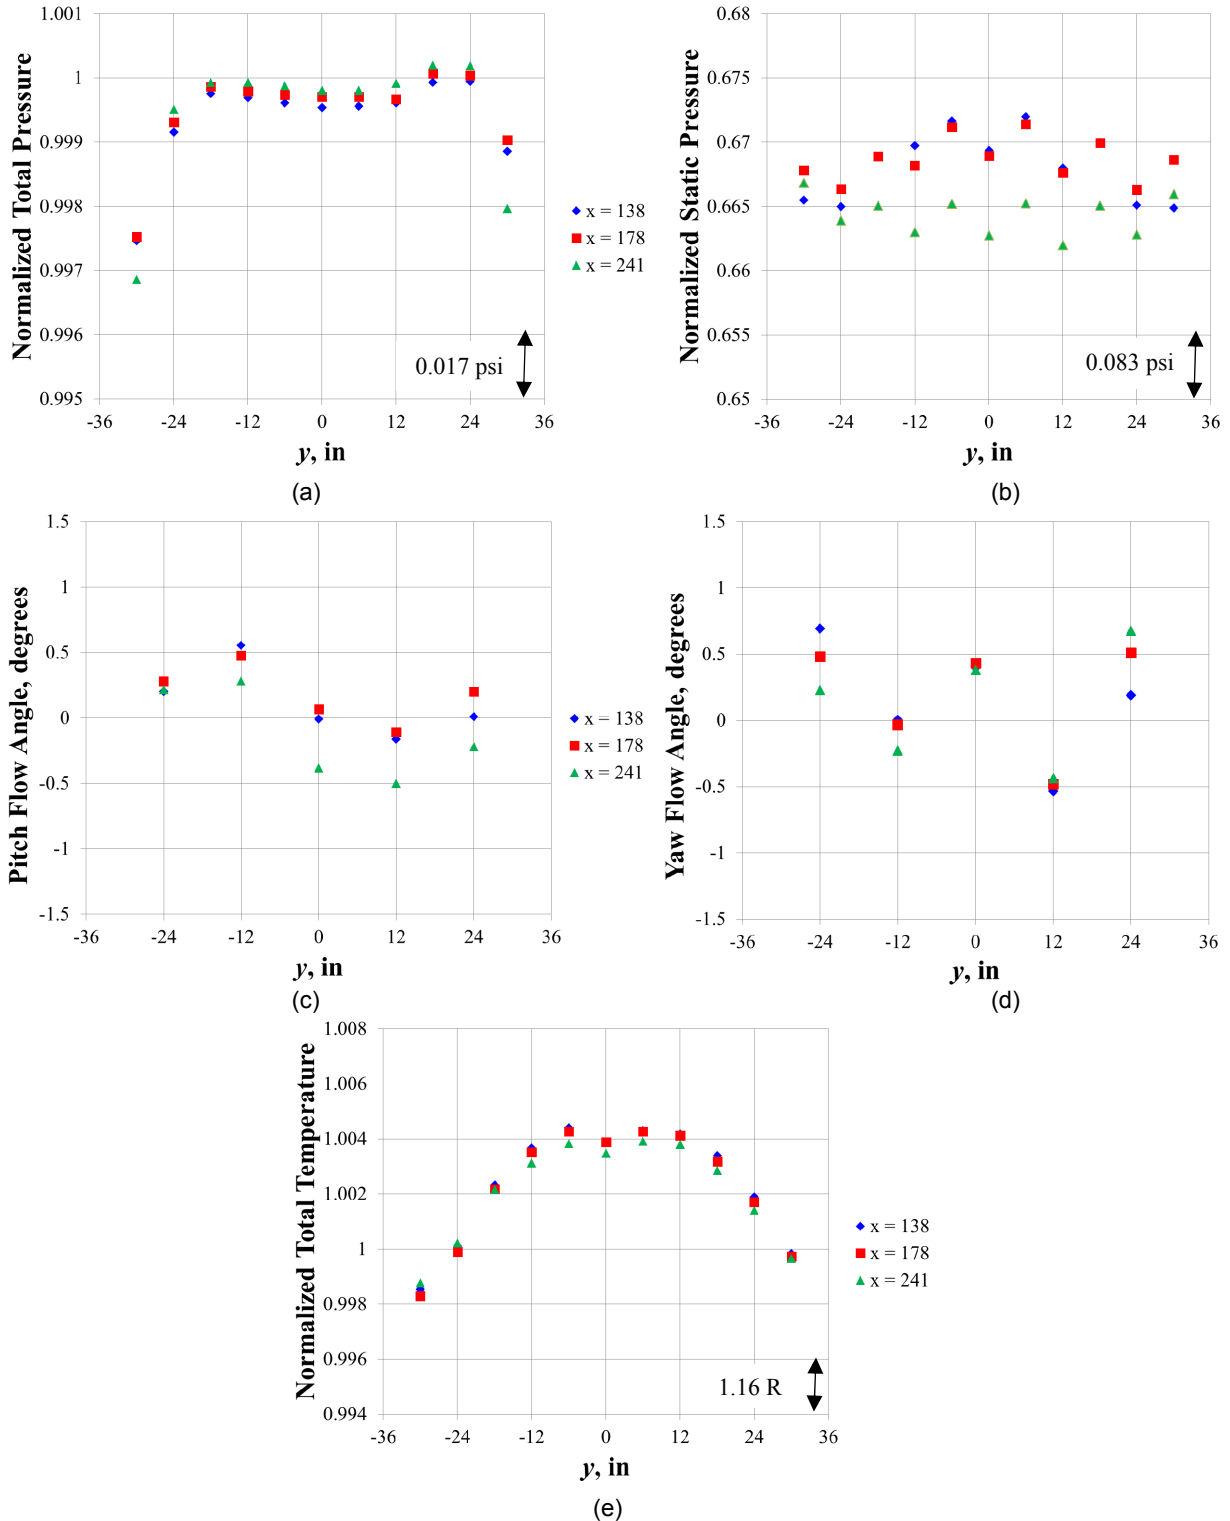 1.001
1
0.999
0.998
0.997
0.996
0.995
Normalized Total Pressure
-36 -24 -12 0 12 24 36
y, in
0.017 psi
x = 138
x = 178
x = 241
(a)
0.68
0.675
0.67
0.665
0.66
0.655
0.65
Normalized Static Pressure
-36 -24 -12 0 12 24 36
y, in
0.083 psi
(b)
1.5
1
0.5
0
-0.5
-1
-1.5
Pitch Flow Angle, degrees
-36 -24 -12 0 12 24 36
y, in
x = 138
x = 178
x = 241
(c)
1.5
1
0.5
0
-0.5
-1
-1.5
Yaw Flow Angle, degrees
-36 -24 -12 0 12 24 36
y, in
(d)
1.008
1.006
1.004
1.002
1
0.998
0.996
0.994
Normalized Total Temperature
-36 -24 -12 0 12 24 36
y, in
1.16 R
x = 138
x = 178
x = 241
(e)